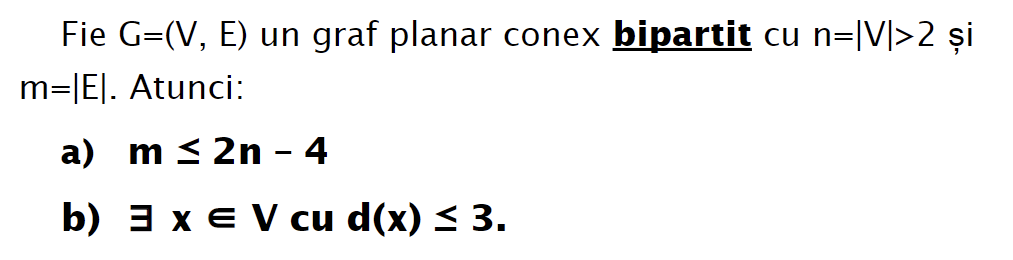 Fie G=(V, E) un graf planar conex bipartit cu n=|V|>2 și
m=|E|. Atunci:
a) m ≤ 2n – 4
b) ∃ x ∈ V cu d(x) ≤ 3.